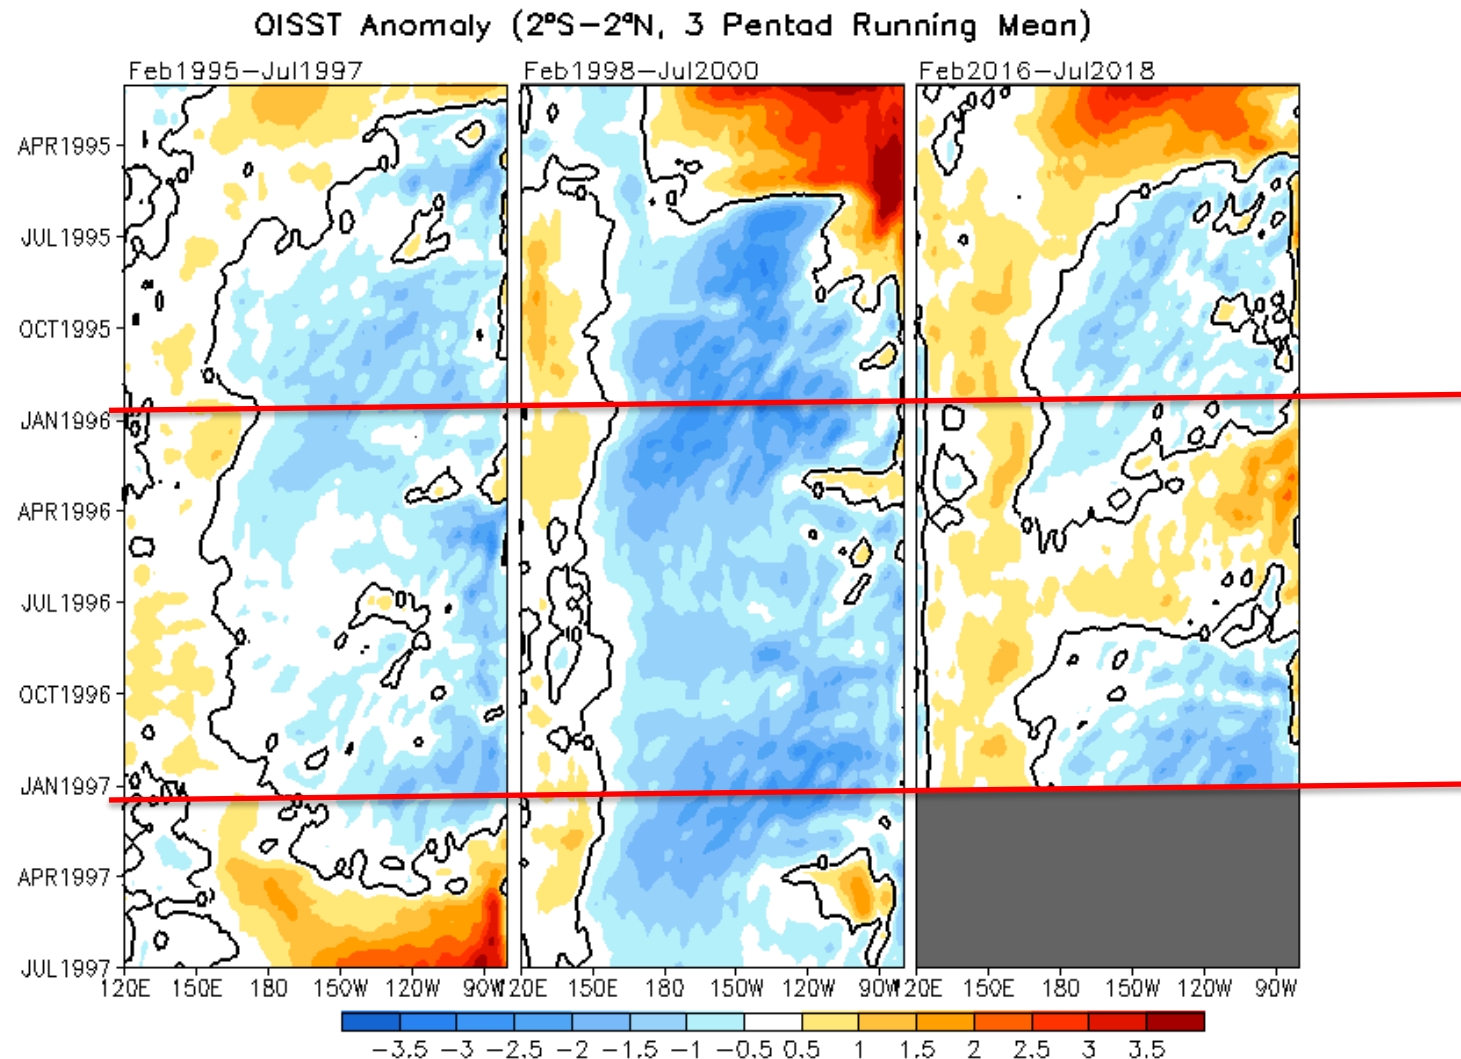 OISST Anomaly (2°S−2°N, 3 Pentad Running Mean)
Feb1995−Jul1997
Feb1998−Jul2000
Feb2016−Jul2018
APR1995
JUL1995
OCT1995
JAN1996
APR1996
JUL1996
OCT1996
JAN1997
APR1997
JUL1997
120E 150E 180 150W 120W 90W
120E 150E 180 150W 120W 90W
120E 150E 180 150W 120W 90W
−3.5 −3 −2.5 −2 −1.5 −1 −0.5 0.5 1 1.5 2 2.5 3 3.5